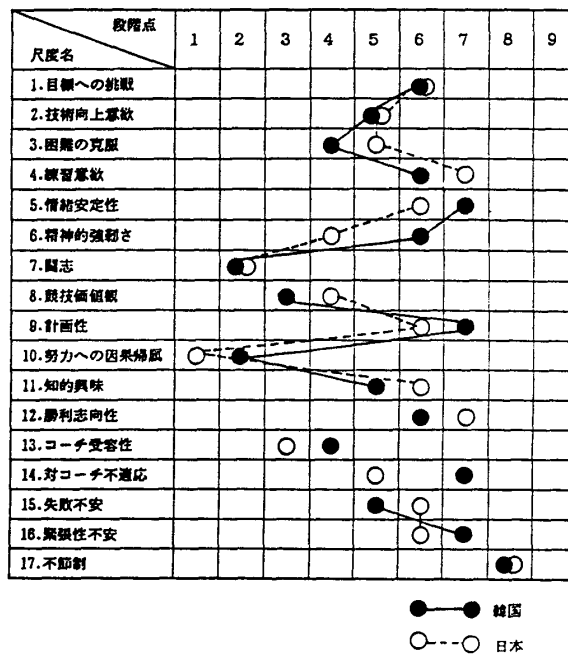 段階点
尺度名
1 2 3 4 5 6 7 8 9
1.目標への挑戦
2.技術向上意欲
3.困難の克服
4.練習意欲
5.情緒安定性
6.精神的強靱さ
7.闘志
8.競技価値観
9.計画性
10.努力への因果帰属
11.知的興味
12.勝利志向性
13.コーチ受容性
14.対コーチ不適応
15.失敗不安
16.緊張性不安
17.不節制
韓国
日本